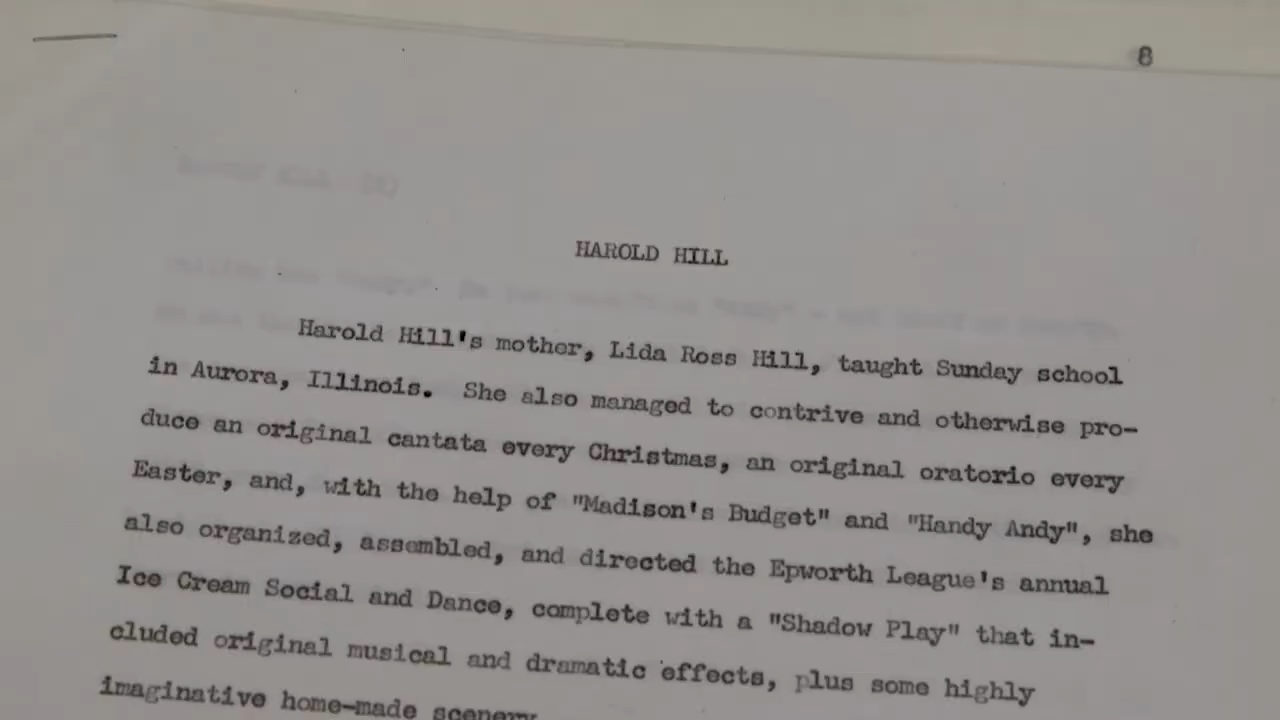 8
HAROLD HILL
Harold Hill's mother, Lida Ross Hill, taught Sunday school
in Aurora, Illinois. She also managed to contrive and otherwise pro-
duce an original cantata every Christmas, an original oratorio every
Easter, and, with the help of "Madison's Budget" and "Handy Andy", she
also organized, assembled, and directed the Epworth League's annual
Ice Cream Social and Dance, complete with a "Shadow Play" that in-
cluded original musical and dramatic effects, plus some highly
imaginative home-made scenery